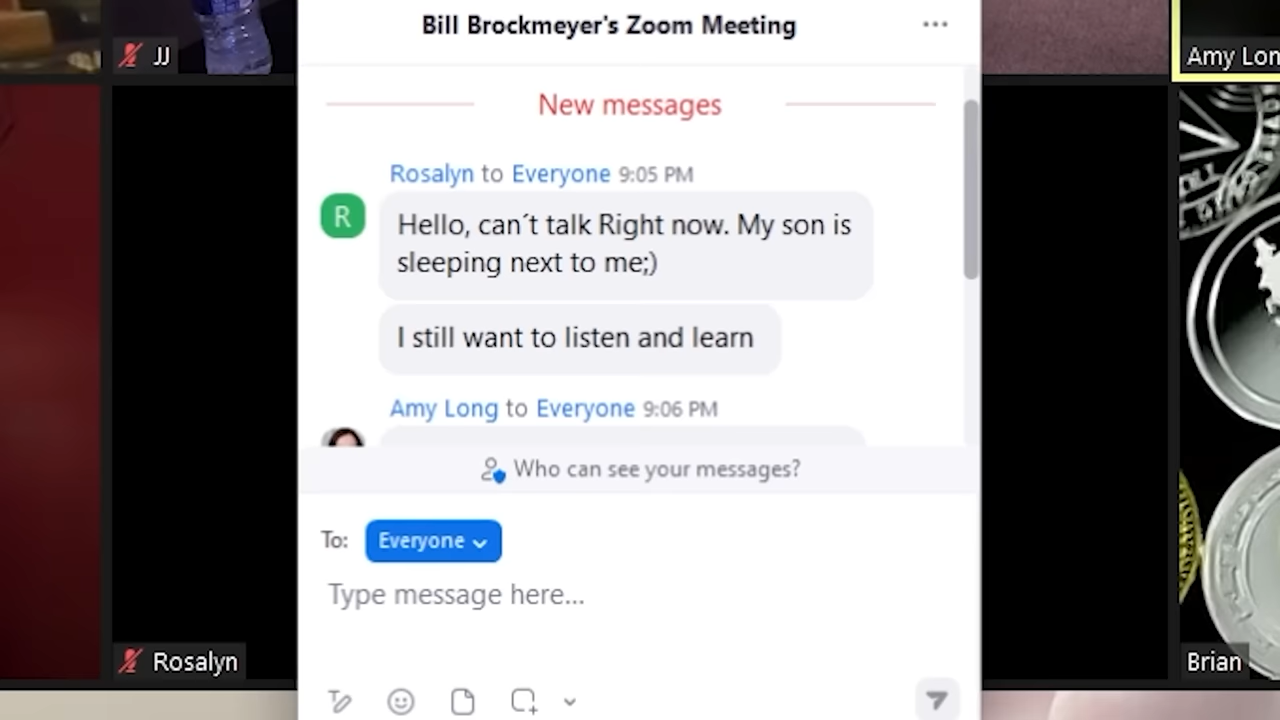 Bill Brockmeyer's Zoom Meeting
JJ
Amy Lon
New messages
Rosalyn to Everyone 9:05 PM
R
Hello, can´t talk Right now. My son is
sleeping next to me;)
I still want to listen and learn
Amy Long to Everyone 9:06 PM
Who can see your messages?
To: Everyone
Type message here...
Rosalyn
Brian